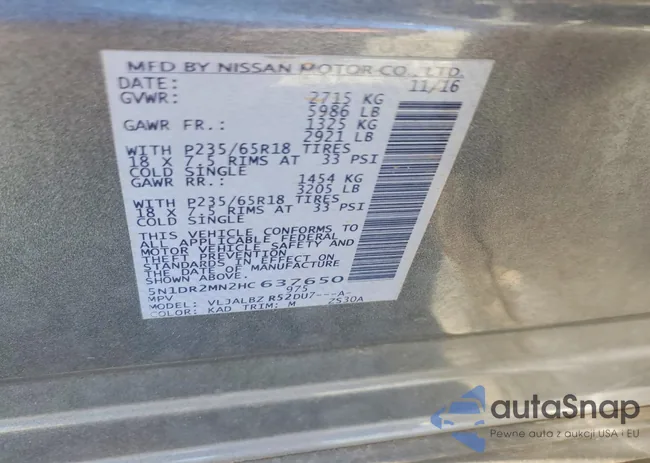 MFD BY NISSAN MOTOR CO., LTD.
DATE: 11/16
GVWR: 2715 KG
5986 LB
GAWR FR.: 1325 KG
2921 LB
WITH P235/65R18 TIRES
18 X 7.5 RIMS AT 33 PSI
COLD SINGLE
GAWR RR.: 1454 KG
3205 LB
WITH P235/65R18 TIRES
18 X 7.5 RIMS AT 33 PSI
COLD SINGLE
THIS VEHICLE CONFORMS TO
ALL APPLICABLE FEDERAL
MOTOR VEHICLE SAFETY AND
THEFT PREVENTION
STANDARDS IN EFFECT ON
THE DATE OF MANUFACTURE
SHOWN ABOVE.
5N1DR2MN2HC637650
MPV 975
VLJALBZ R52DU7---A-
COLOR: KAD TRIM: M 2530A
autaSnap
Pewne auta z aukcji USA i EU